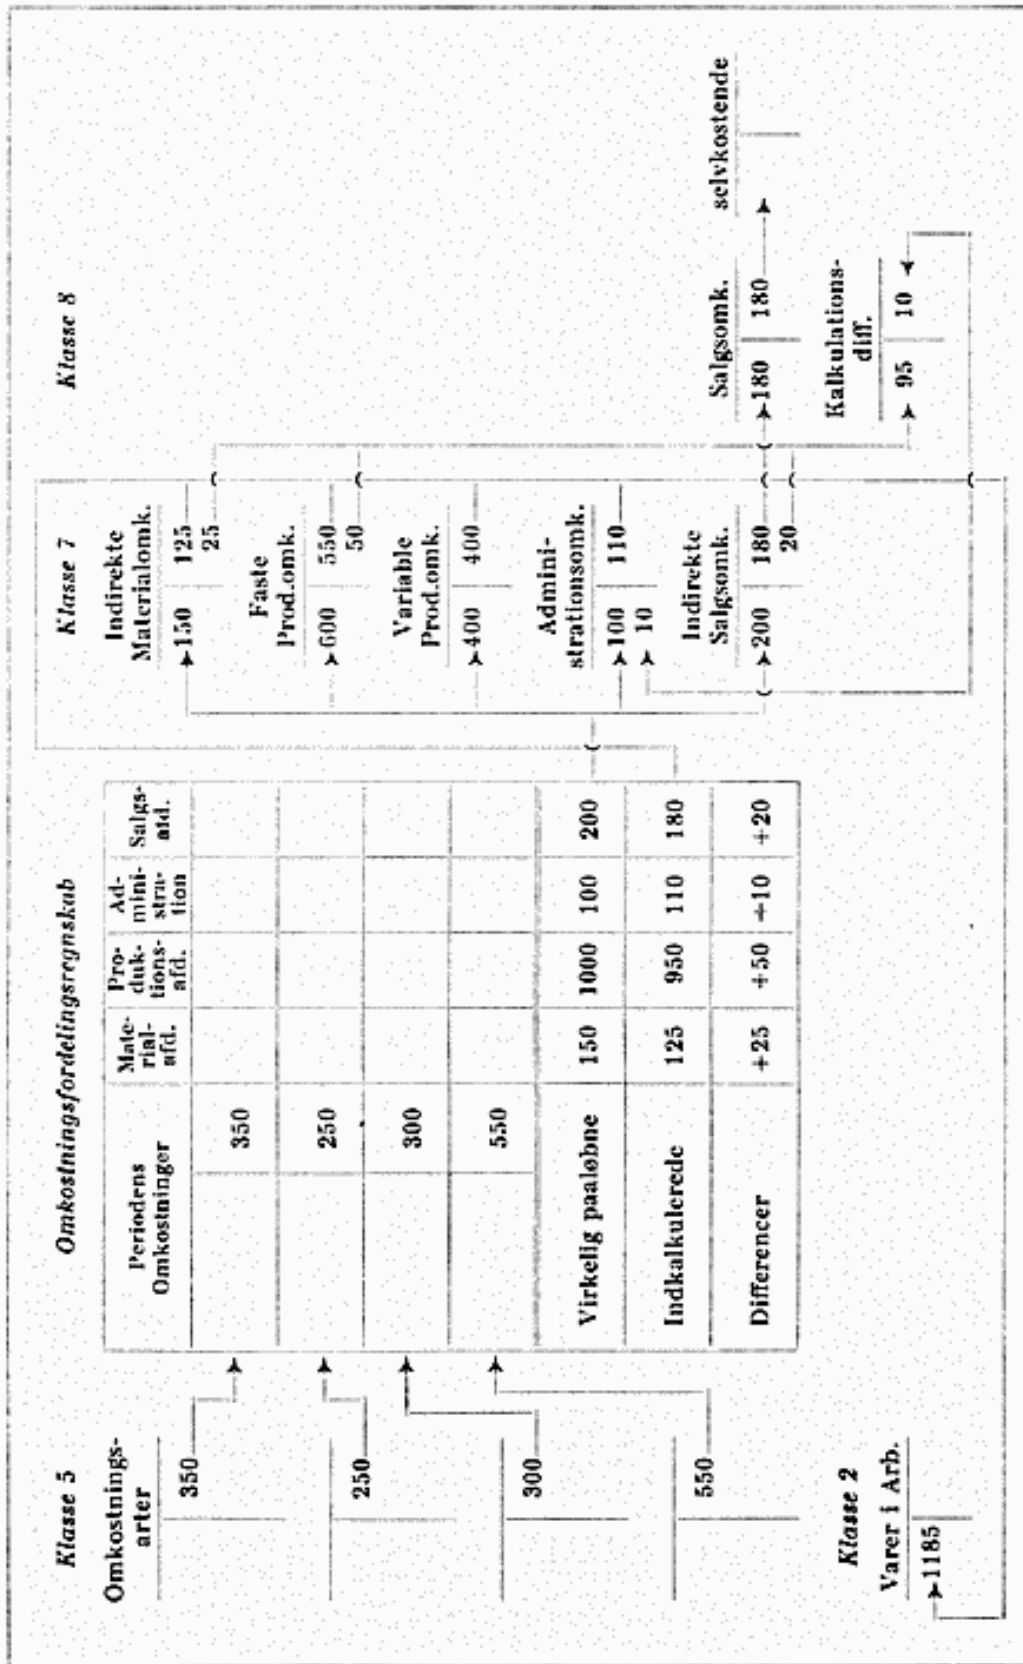 Klasse 5
Omkostnings-
arter
350
250
300
550
Klasse 2
Varer i Arb.
1185
Omkostningsfordelingsregnskab
Periodens
Omkostninger
Mate-
rial-
afd.
Pro-
duk-
tions-
afd.
Ad-
mini-
stra-
tion
Salgs-
afd.
350
250
300
550
Virkelig paaløbne 150 1000 100 200
Indkalkulerede 125 950 110 180
Differencer +25 +50 +10 +20
Klasse 7
Indirekte
Materialomk.
150 125
25
Faste
Prod.omk.
600 550
50
Variable
Prod.omk.
400 400
Admini-
strationsomk.
100 110
10
Indirekte
Salgsomk.
200 180
20
Klasse 8
Salgsomk.
180 180
selvkostende
Kalkulations-
diff.
95 10